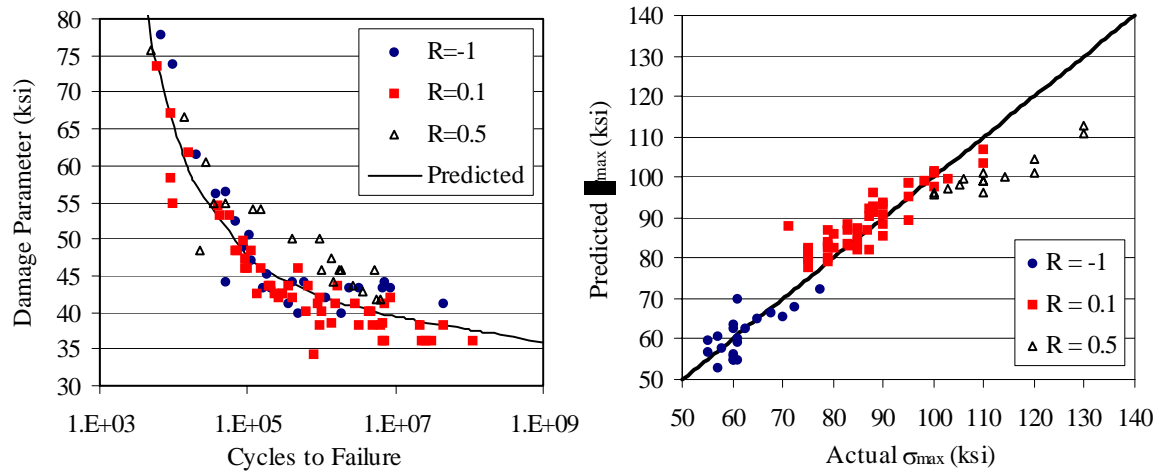 80
75
70
65
60
55
50
45
40
35
30
Damage Parameter (ksi)
1.E+03 1.E+05 1.E+07 1.E+09
Cycles to Failure
R=-1
R=0.1
R=0.5
Predicted
140
130
120
110
100
90
80
70
60
50
Predicted max (ksi)
50 60 70 80 90 100 110 120 130 140
Actual σmax (ksi)
R = -1
R = 0.1
R = 0.5